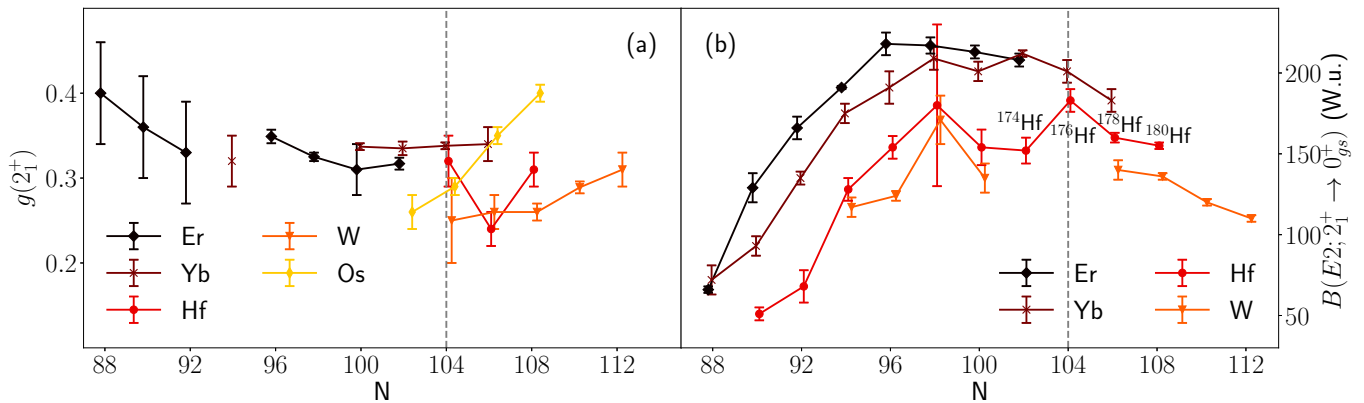 (a)
0.4
0.3
0.2
g(2₁⁺)
Er
Yb
Hf
W
Os
88 92 96 100 104 108 112
N
(b)
¹⁷⁴Hf
¹⁷⁶Hf
¹⁷⁸Hf
¹⁸⁰Hf
Er
Yb
Hf
W
88 92 96 100 104 108 112
N
200
150
100
50
B(E2; 2₁⁺ → 0⁺gs) (W.u.)